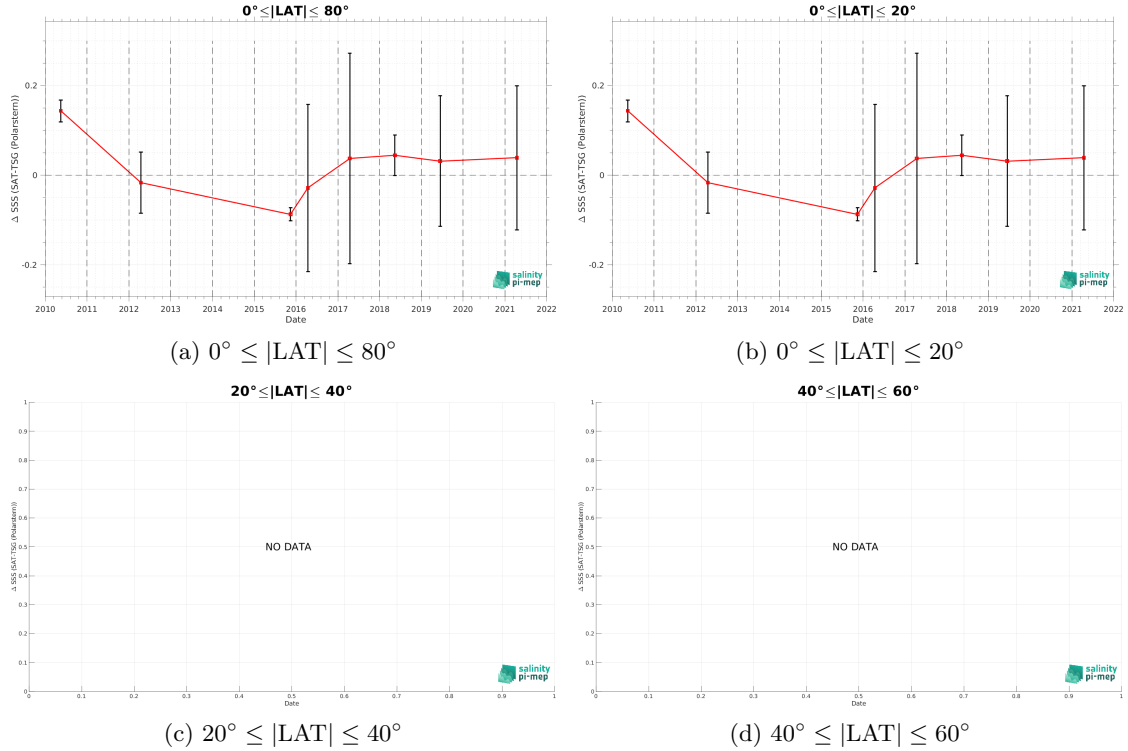 0°≤|LAT|≤ 80°
Δ SSS (SAT-TSG (Polarstern))
0.2
0
-0.2
2010 2011 2012 2013 2014 2015 2016 2017 2018 2019 2020 2021 2022
Date
salinity
pi-mep
(a) 0° ≤ |LAT| ≤ 80°
0°≤|LAT|≤ 20°
Δ SSS (SAT-TSG (Polarstern))
0.2
0
-0.2
2010 2011 2012 2013 2014 2015 2016 2017 2018 2019 2020 2021 2022
Date
salinity
pi-mep
(b) 0° ≤ |LAT| ≤ 20°
20°≤|LAT|≤ 40°
Δ SSS (SAT-TSG (Polarstern))
1
0.9
0.8
0.7
0.6
0.5
0.4
0.3
0.2
0.1
0
NO DATA
0 0.1 0.2 0.3 0.4 0.5 0.6 0.7 0.8 0.9 1
Date
salinity
pi-mep
(c) 20° ≤ |LAT| ≤ 40°
40°≤|LAT|≤ 60°
Δ SSS (SAT-TSG (Polarstern))
1
0.9
0.8
0.7
0.6
0.5
0.4
0.3
0.2
0.1
0
NO DATA
0 0.1 0.2 0.3 0.4 0.5 0.6 0.7 0.8 0.9 1
Date
salinity
pi-mep
(d) 40° ≤ |LAT| ≤ 60°